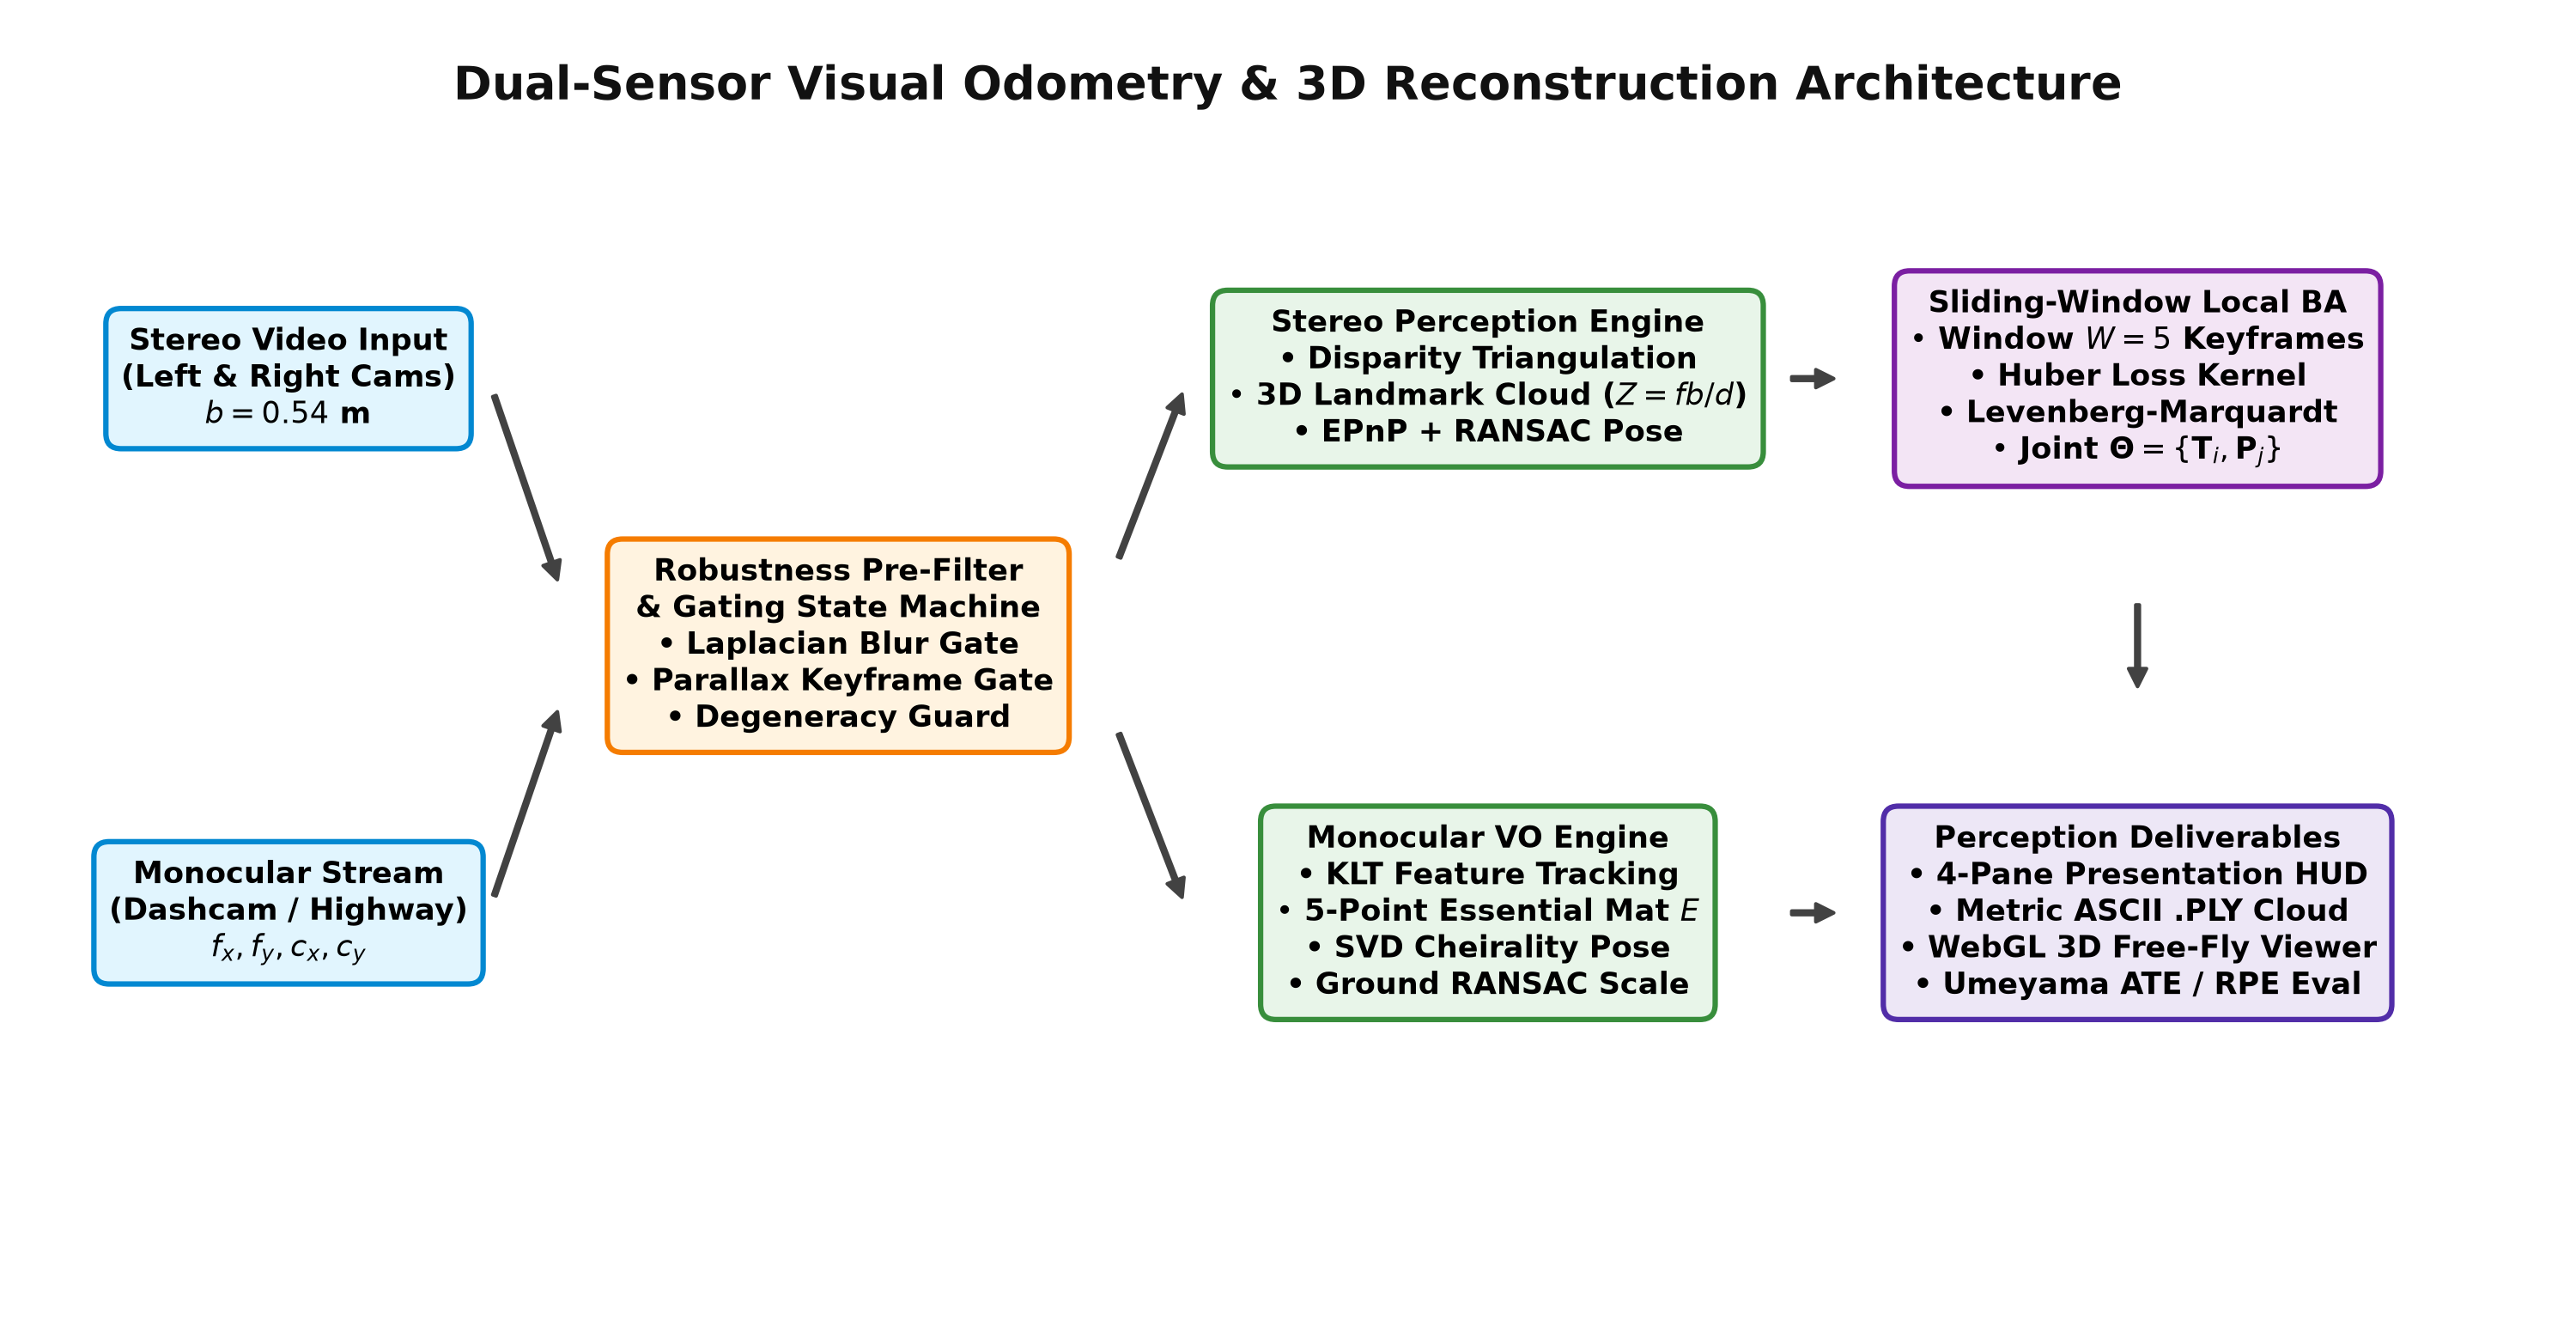 Dual-Sensor Visual Odometry & 3D Reconstruction Architecture
Stereo Video Input
(Left & Right Cams)
b = 0.54 m
Monocular Stream
(Dashcam / Highway)
fₓ, f_y, cₓ, c_y
Robustness Pre-Filter
& Gating State Machine
• Laplacian Blur Gate
• Parallax Keyframe Gate
• Degeneracy Guard
Stereo Perception Engine
• Disparity Triangulation
• 3D Landmark Cloud (Z = fb/d)
• EPnP + RANSAC Pose
Monocular VO Engine
• KLT Feature Tracking
• 5-Point Essential Mat E
• SVD Cheirality Pose
• Ground RANSAC Scale
Sliding-Window Local BA
• Window W = 5 Keyframes
• Huber Loss Kernel
• Levenberg-Marquardt
• Joint Θ = {Tᵢ, Pⱼ}
Perception Deliverables
• 4-Pane Presentation HUD
• Metric ASCII .PLY Cloud
• WebGL 3D Free-Fly Viewer
• Umeyama ATE / RPE Eval